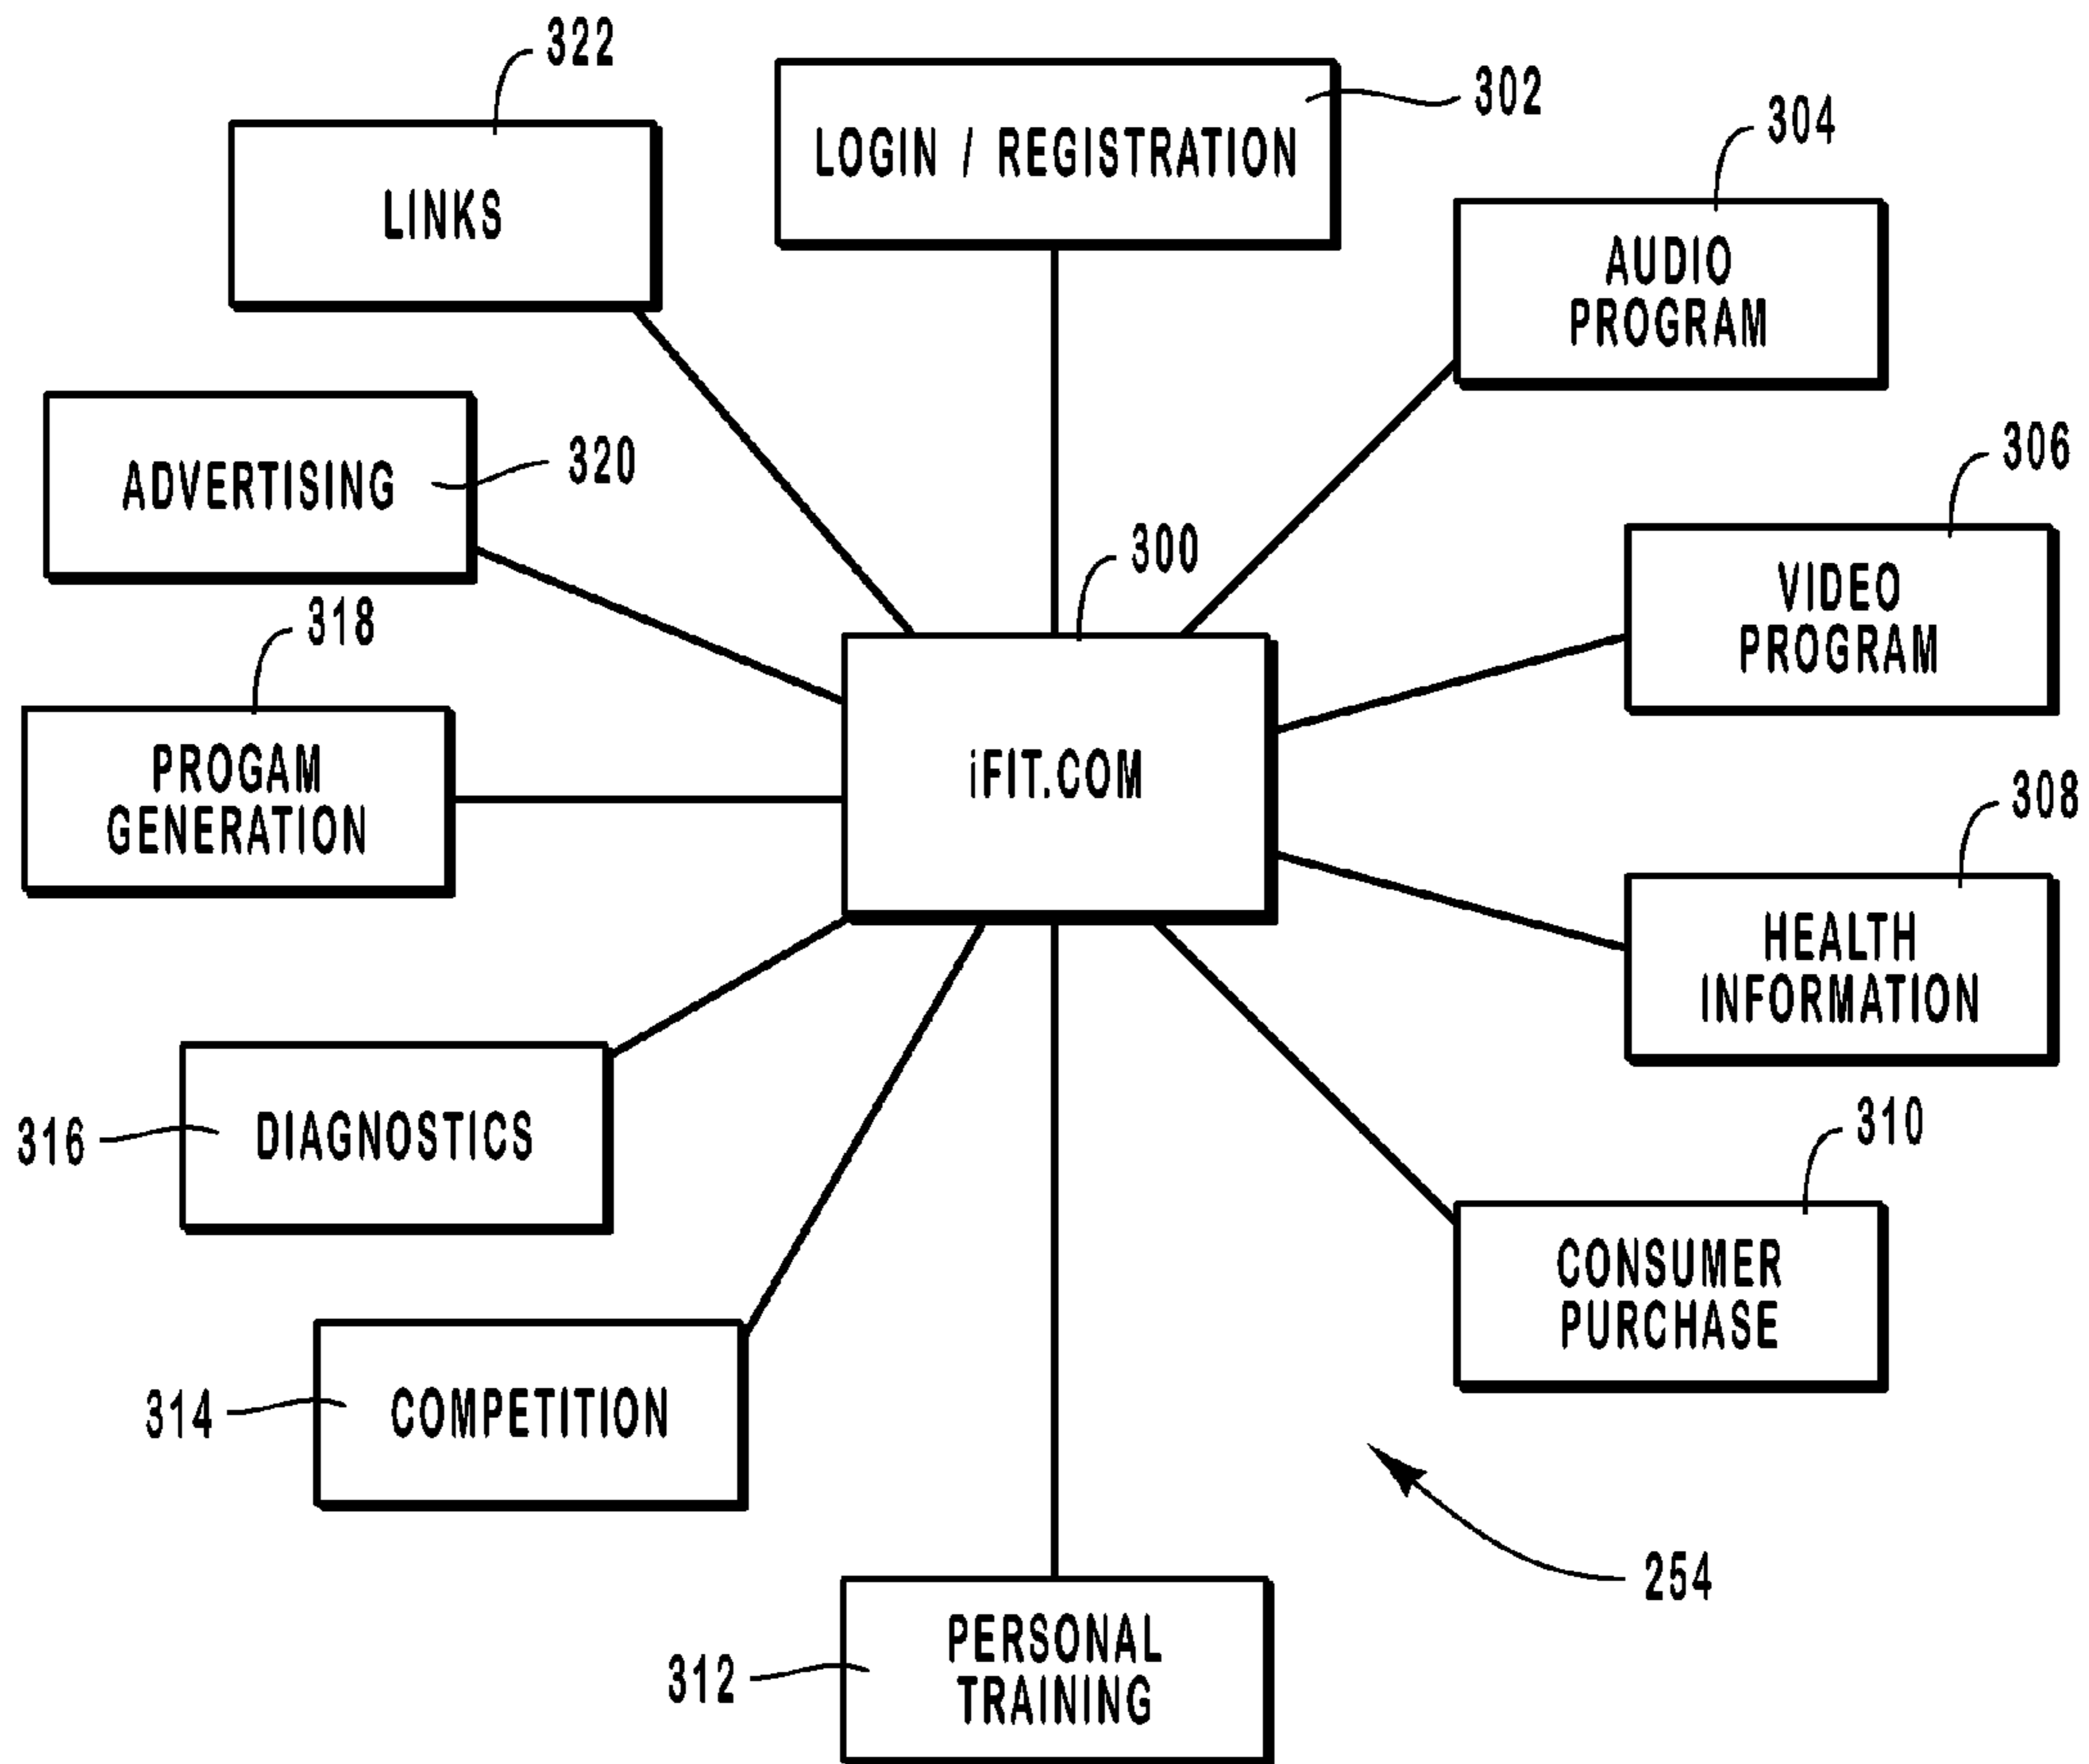 322
302
LOGIN / REGISTRATION
304
LINKS
AUDIO
PROGRAM
306
320
ADVERTISING
300
VIDEO
PROGRAM
318
PROGAM
GENERATION
iFIT.COM
308
HEALTH
INFORMATION
316
DIAGNOSTICS
310
CONSUMER
PURCHASE
314
COMPETITION
254
312
PERSONAL
TRAINING